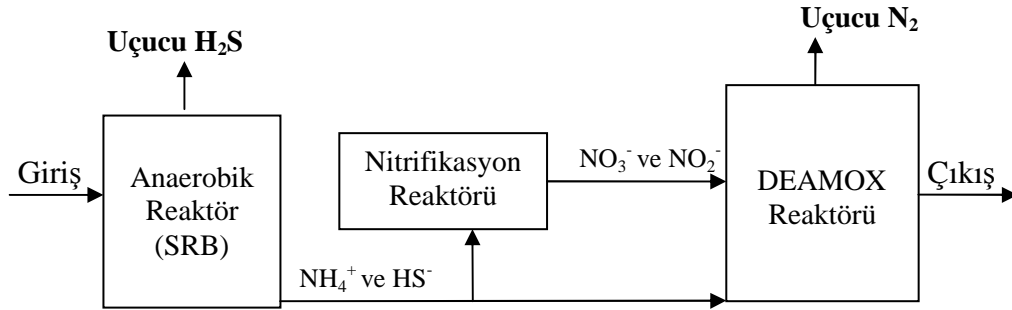 Uçucu H₂S
Uçucu N₂
Giriş
Anaerobik
Reaktör
(SRB)
Nitrifikasyon
Reaktörü
NO₃⁻ ve NO₂⁻
DEAMOX
Reaktörü
Çıkış
NH₄⁺ ve HS⁻